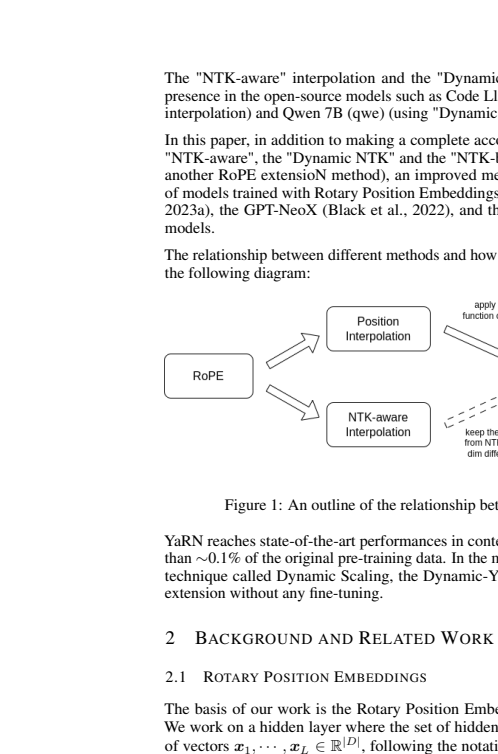 The "NTK-aware" interpolation and the "Dynamic
presence in the open-source models such as Code Ll
interpolation) and Qwen 7B (qwe) (using "Dynamic
In this paper, in addition to making a complete acco
"NTK-aware", the "Dynamic NTK" and the "NTK-b
another RoPE extensioN method), an improved me
of models trained with Rotary Position Embeddings
2023a), the GPT-NeoX (Black et al., 2022), and th
models.
The relationship between different methods and how
the following diagram:
apply
function o
Position
Interpolation
RoPE
NTK-aware
Interpolation
keep the
from NT
dim diffe
Figure 1: An outline of the relationship bet
YaRN reaches state-of-the-art performances in conte
than ∼0.1% of the original pre-training data. In the m
technique called Dynamic Scaling, the Dynamic-Y
extension without any fine-tuning.
2 BACKGROUND AND RELATED WORK
2.1 ROTARY POSITION EMBEDDINGS
The basis of our work is the Rotary Position Embe
We work on a hidden layer where the set of hidden
of vectors x₁, ⋯ , x_L ∈ ℝ^|D|, following the notati